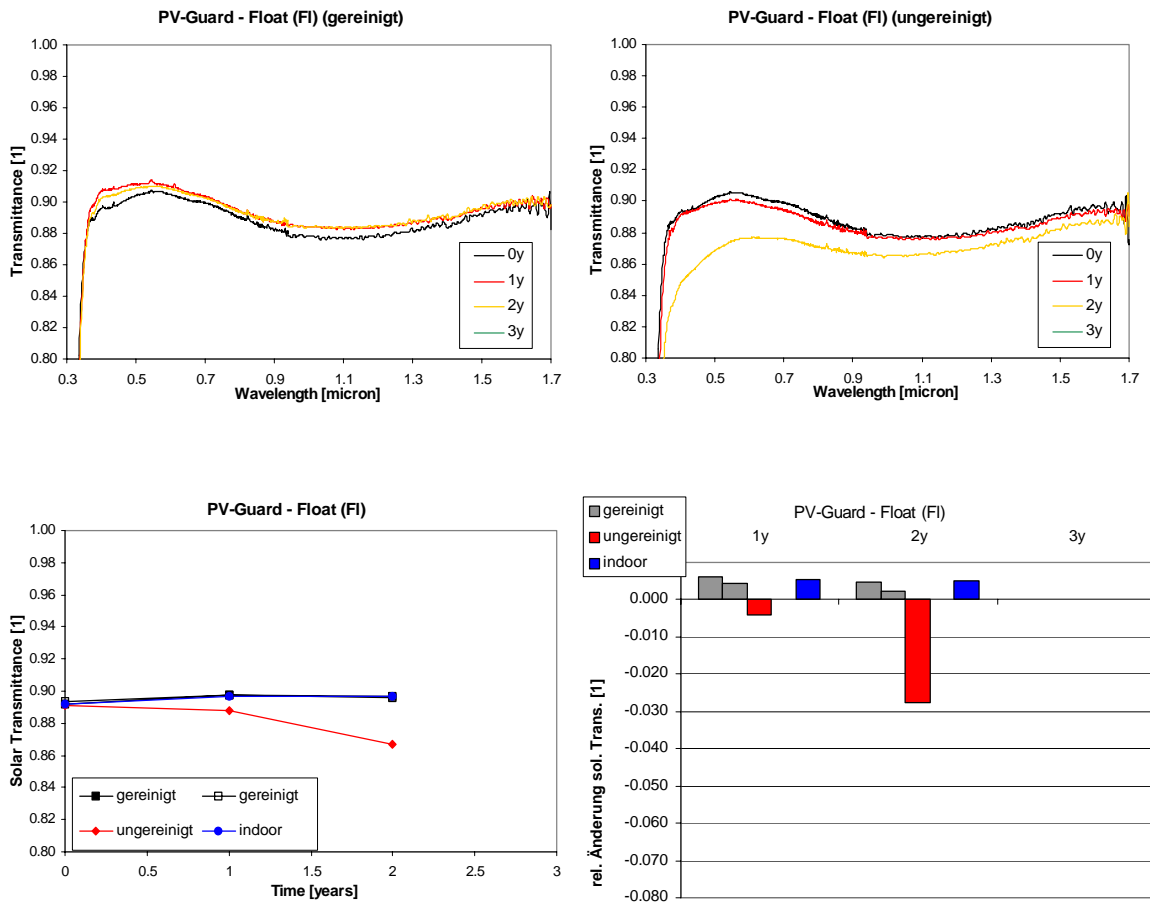 PV-Guard - Float (Fl) (gereinigt)
1.00
0.98
0.96
0.94
0.92
0.90
0.88
0.86
0.84
0.82
0.80
Transmittance [1]
0y
1y
2y
3y
0.3 0.5 0.7 0.9 1.1 1.3 1.5 1.7
Wavelength [micron]
PV-Guard - Float (Fl) (ungereinigt)
1.00
0.98
0.96
0.94
0.92
0.90
0.88
0.86
0.84
0.82
0.80
Transmittance [1]
0y
1y
2y
3y
0.3 0.5 0.7 0.9 1.1 1.3 1.5 1.7
Wavelength [micron]
PV-Guard - Float (Fl)
1.00
0.98
0.96
0.94
0.92
0.90
0.88
0.86
0.84
0.82
0.80
Solar Transmittance [1]
gereinigt gereinigt
ungereinigt indoor
0 0.5 1 1.5 2 2.5 3
Time [years]
gereinigt
ungereinigt
indoor
PV-Guard - Float (Fl)
1y 2y 3y
0.000
-0.010
-0.020
-0.030
-0.040
-0.050
-0.060
-0.070
-0.080
rel. Änderung sol. Trans. [1]